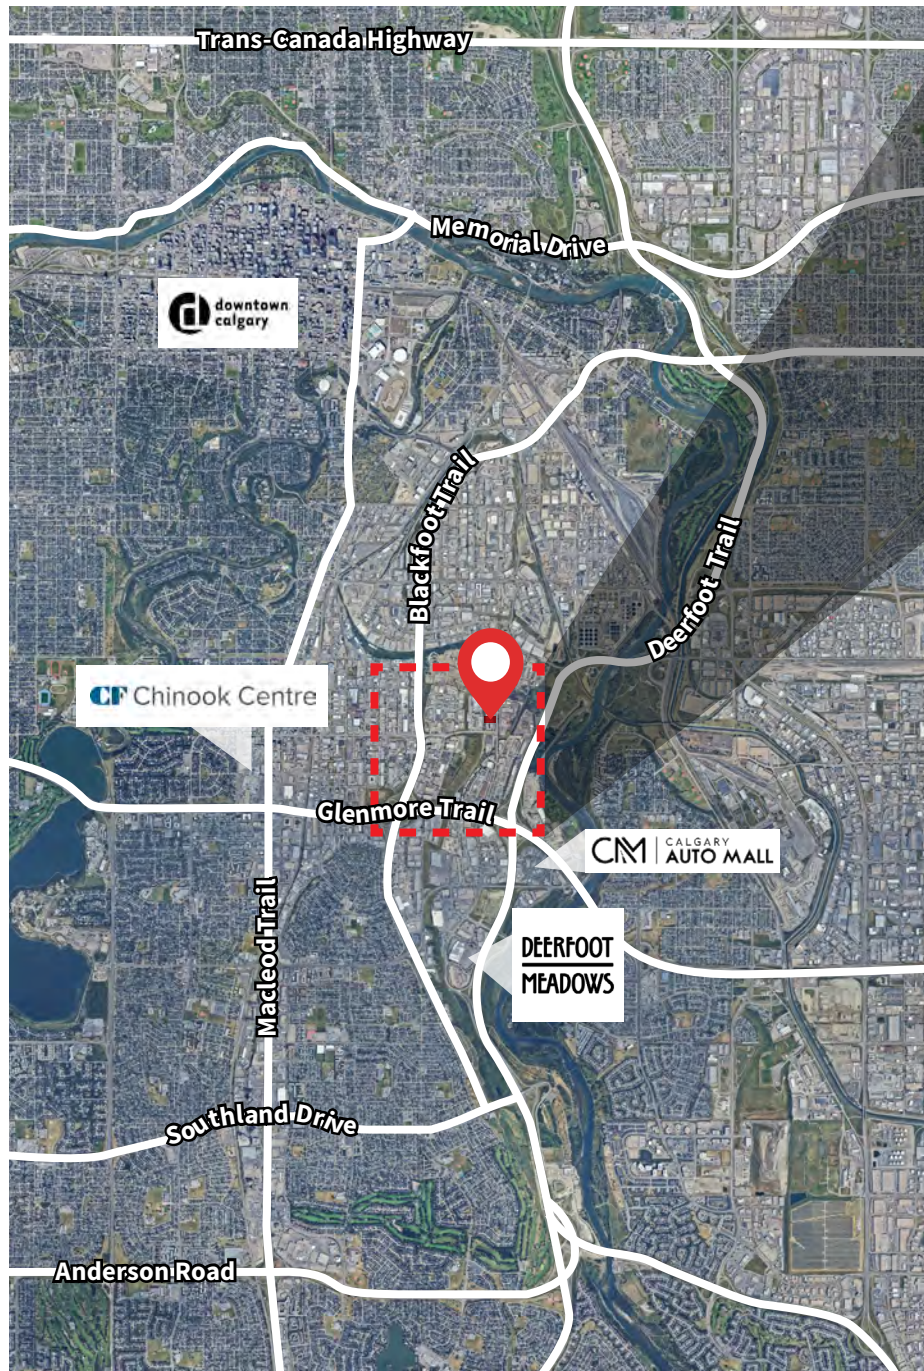 Trans-Canada Highway
Memorial Drive
downtown
calgary
Blackfoot Trail
Deerfoot Trail
CF Chinook Centre
Glenmore Trail
CAM CALGARY
AUTO MALL
Macleod Trail
DEERFOOT
MEADOWS
Southland Drive
Anderson Road